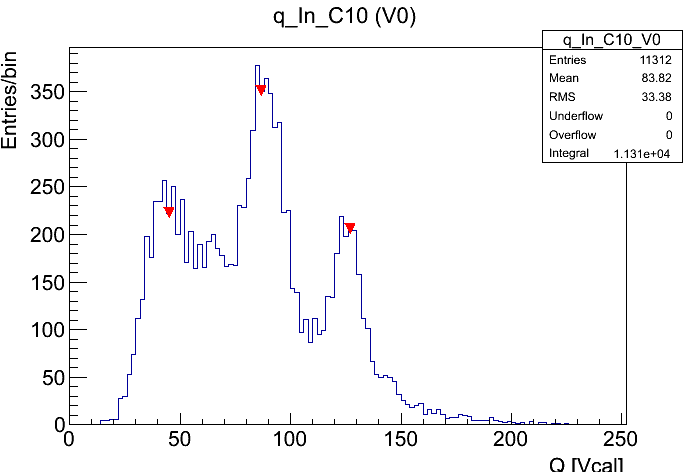 q_In_C10 (V0)
q_In_C10_V0
Entries 11312
Mean 83.82
RMS 33.38
Underflow 0
Overflow 0
Integral 1.131e+04
Entries/bin
350
300
250
200
150
100
50
0
0 50 100 150 200 250
Q [Vcal]